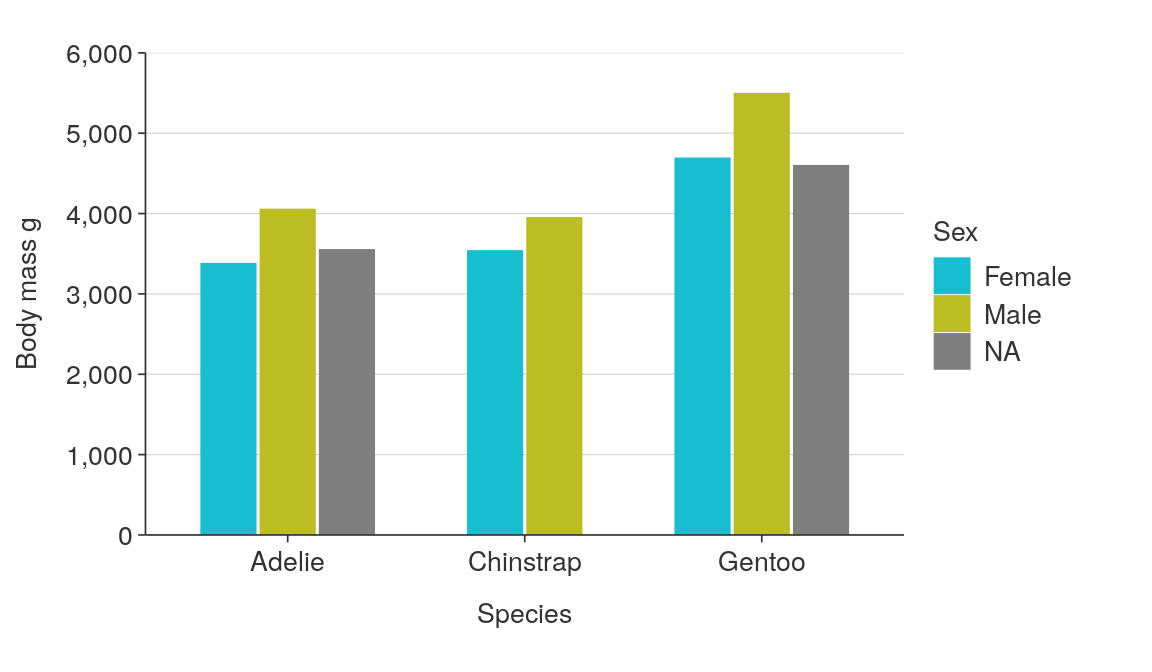 6,000
5,000
4,000
3,000
2,000
1,000
0
Body mass g
Adelie
Chinstrap
Gentoo
Species
Sex
Female
Male
NA